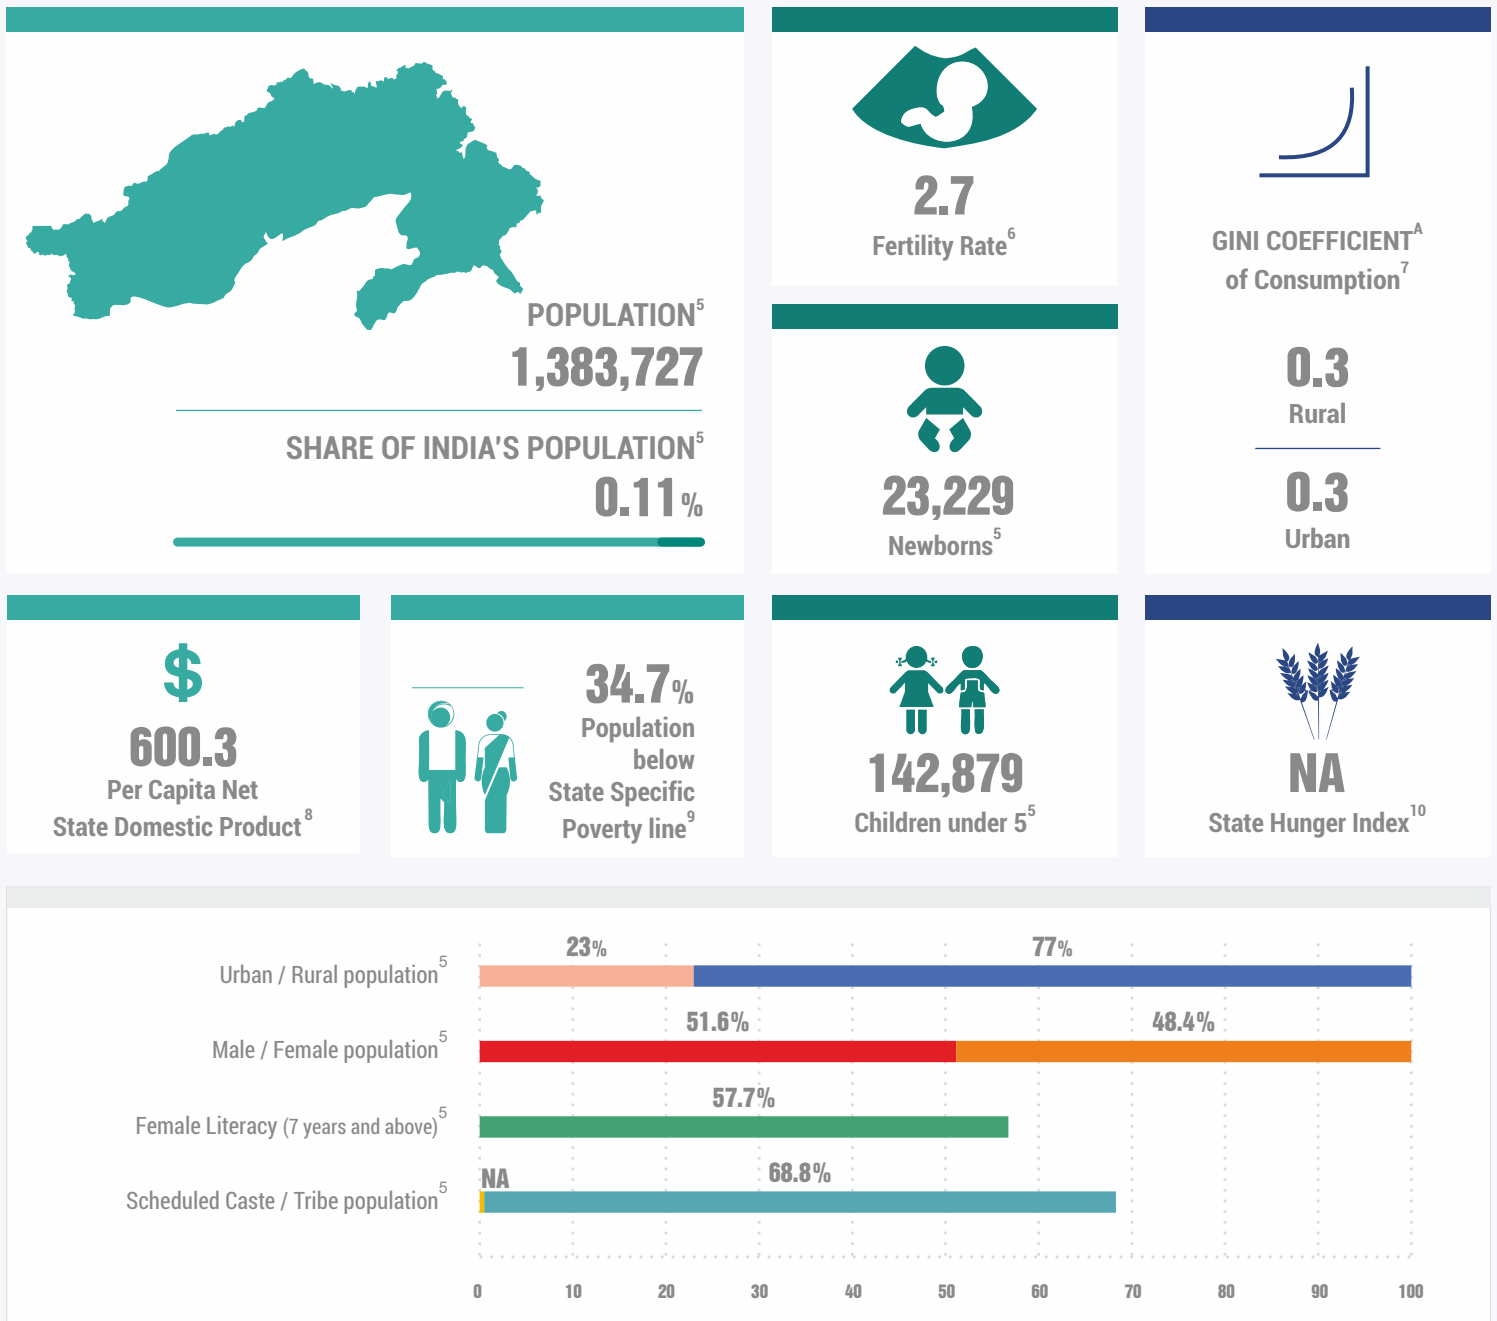 POPULATION5
1,383,727
SHARE OF INDIA'S POPULATION5
0.11%
2.7
Fertility Rate6
23,229
Newborns5
GINI COEFFICIENTA
of Consumption7
0.3
Rural
0.3
Urban
$
600.3
Per Capita Net
State Domestic Product8
34.7%
Population
below
State Specific
Poverty line9
142,879
Children under 55
NA
State Hunger Index10
23% 77%
Urban / Rural population5
51.6% 48.4%
Male / Female population5
57.7%
Female Literacy (7 years and above)5
NA 68.8%
Scheduled Caste / Tribe population5
0 10 20 30 40 50 60 70 80 90 100